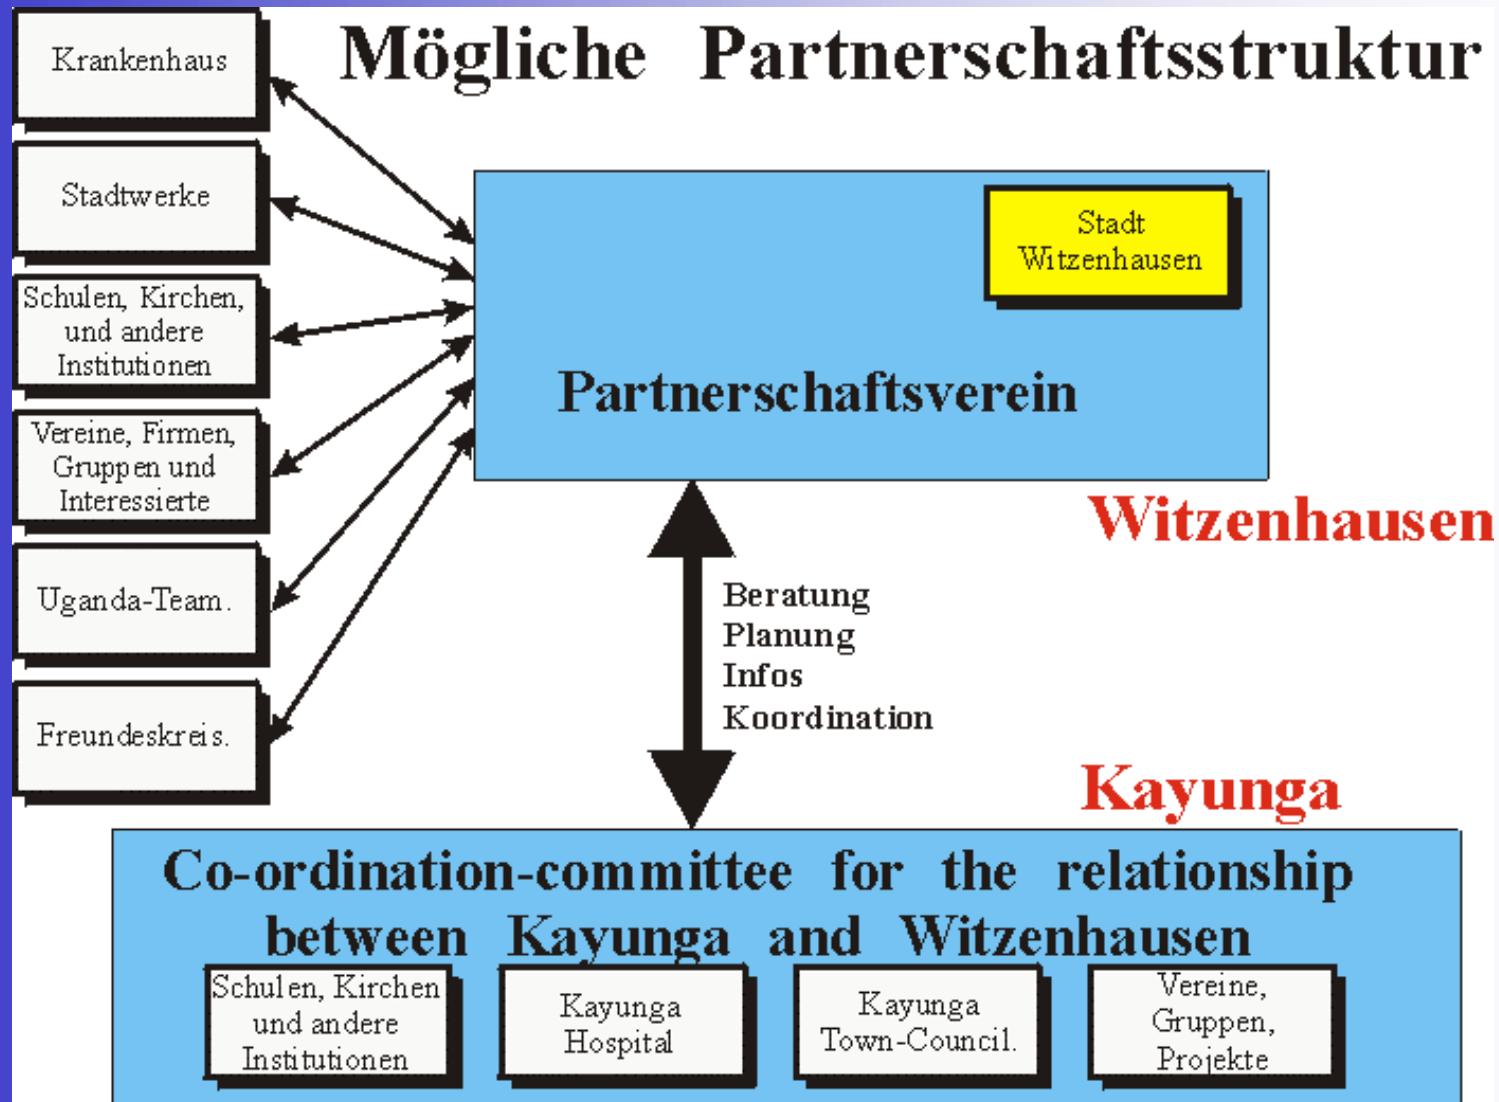 Mögliche Partnerschaftsstruktur
Krankenhaus
Stadtwerke
Schulen, Kirchen,
und andere
Institutionen
Vereine, Firmen,
Gruppen und
Interessierte
Uganda-Team.
Freundeskreis.
Stadt
Witzenhausen
Partnerschaftsverein
Witzenhausen
Beratung
Planung
Infos
Koordination
Kayunga
Co-ordination-committee for the relationship
between Kayunga and Witzenhausen
Schulen, Kirchen
und andere
Institutionen
Kayunga
Hospital
Kayunga
Town-Council.
Vereine,
Gruppen,
Projekte